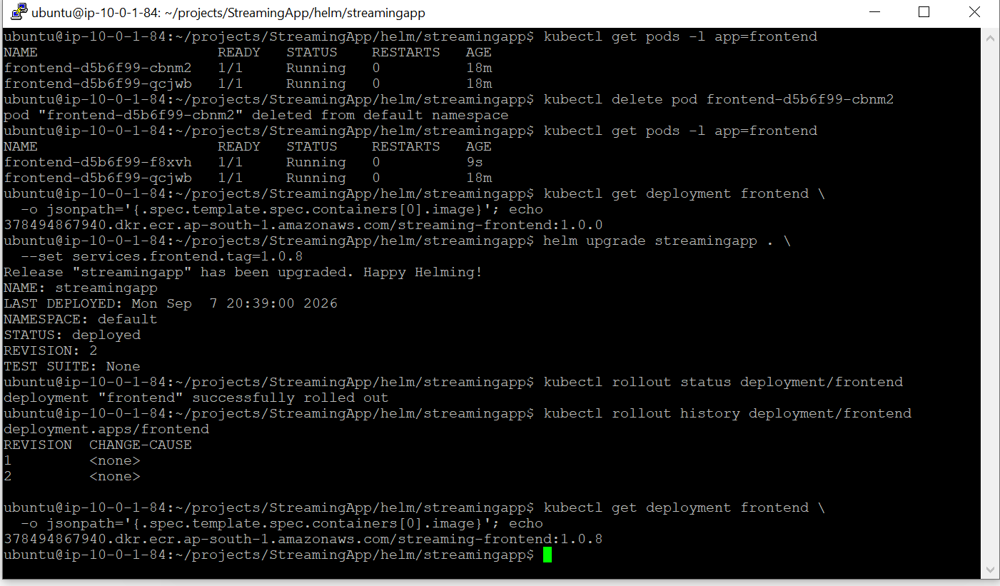 ubuntu@ip-10-0-1-84: ~/projects/StreamingApp/helm/streamingapp
ubuntu@ip-10-0-1-84:~/projects/StreamingApp/helm/streamingapp$ kubectl get pods -l app=frontend
NAME                     READY   STATUS    RESTARTS   AGE
frontend-d5b6f99-cbnm2   1/1     Running   0          18m
frontend-d5b6f99-qcjwb   1/1     Running   0          18m
ubuntu@ip-10-0-1-84:~/projects/StreamingApp/helm/streamingapp$ kubectl delete pod frontend-d5b6f99-cbnm2
pod "frontend-d5b6f99-cbnm2" deleted from default namespace
ubuntu@ip-10-0-1-84:~/projects/StreamingApp/helm/streamingapp$ kubectl get pods -l app=frontend
NAME                     READY   STATUS    RESTARTS   AGE
frontend-d5b6f99-f8xvh   1/1     Running   0          9s
frontend-d5b6f99-qcjwb   1/1     Running   0          18m
ubuntu@ip-10-0-1-84:~/projects/StreamingApp/helm/streamingapp$ kubectl get deployment frontend \
  -o jsonpath='{.spec.template.spec.containers[0].image}'; echo
378494867940.dkr.ecr.ap-south-1.amazonaws.com/streaming-frontend:1.0.0
ubuntu@ip-10-0-1-84:~/projects/StreamingApp/helm/streamingapp$ helm upgrade streamingapp . \
  --set services.frontend.tag=1.0.8
Release "streamingapp" has been upgraded. Happy Helming!
NAME: streamingapp
LAST DEPLOYED: Mon Sep  7 20:39:00 2026
NAMESPACE: default
STATUS: deployed
REVISION: 2
TEST SUITE: None
ubuntu@ip-10-0-1-84:~/projects/StreamingApp/helm/streamingapp$ kubectl rollout status deployment/frontend
deployment "frontend" successfully rolled out
ubuntu@ip-10-0-1-84:~/projects/StreamingApp/helm/streamingapp$ kubectl rollout history deployment/frontend
deployment.apps/frontend
REVISION  CHANGE-CAUSE
1         <none>
2         <none>
ubuntu@ip-10-0-1-84:~/projects/StreamingApp/helm/streamingapp$ kubectl get deployment frontend \
  -o jsonpath='{.spec.template.spec.containers[0].image}'; echo
378494867940.dkr.ecr.ap-south-1.amazonaws.com/streaming-frontend:1.0.8
ubuntu@ip-10-0-1-84:~/projects/StreamingApp/helm/streamingapp$